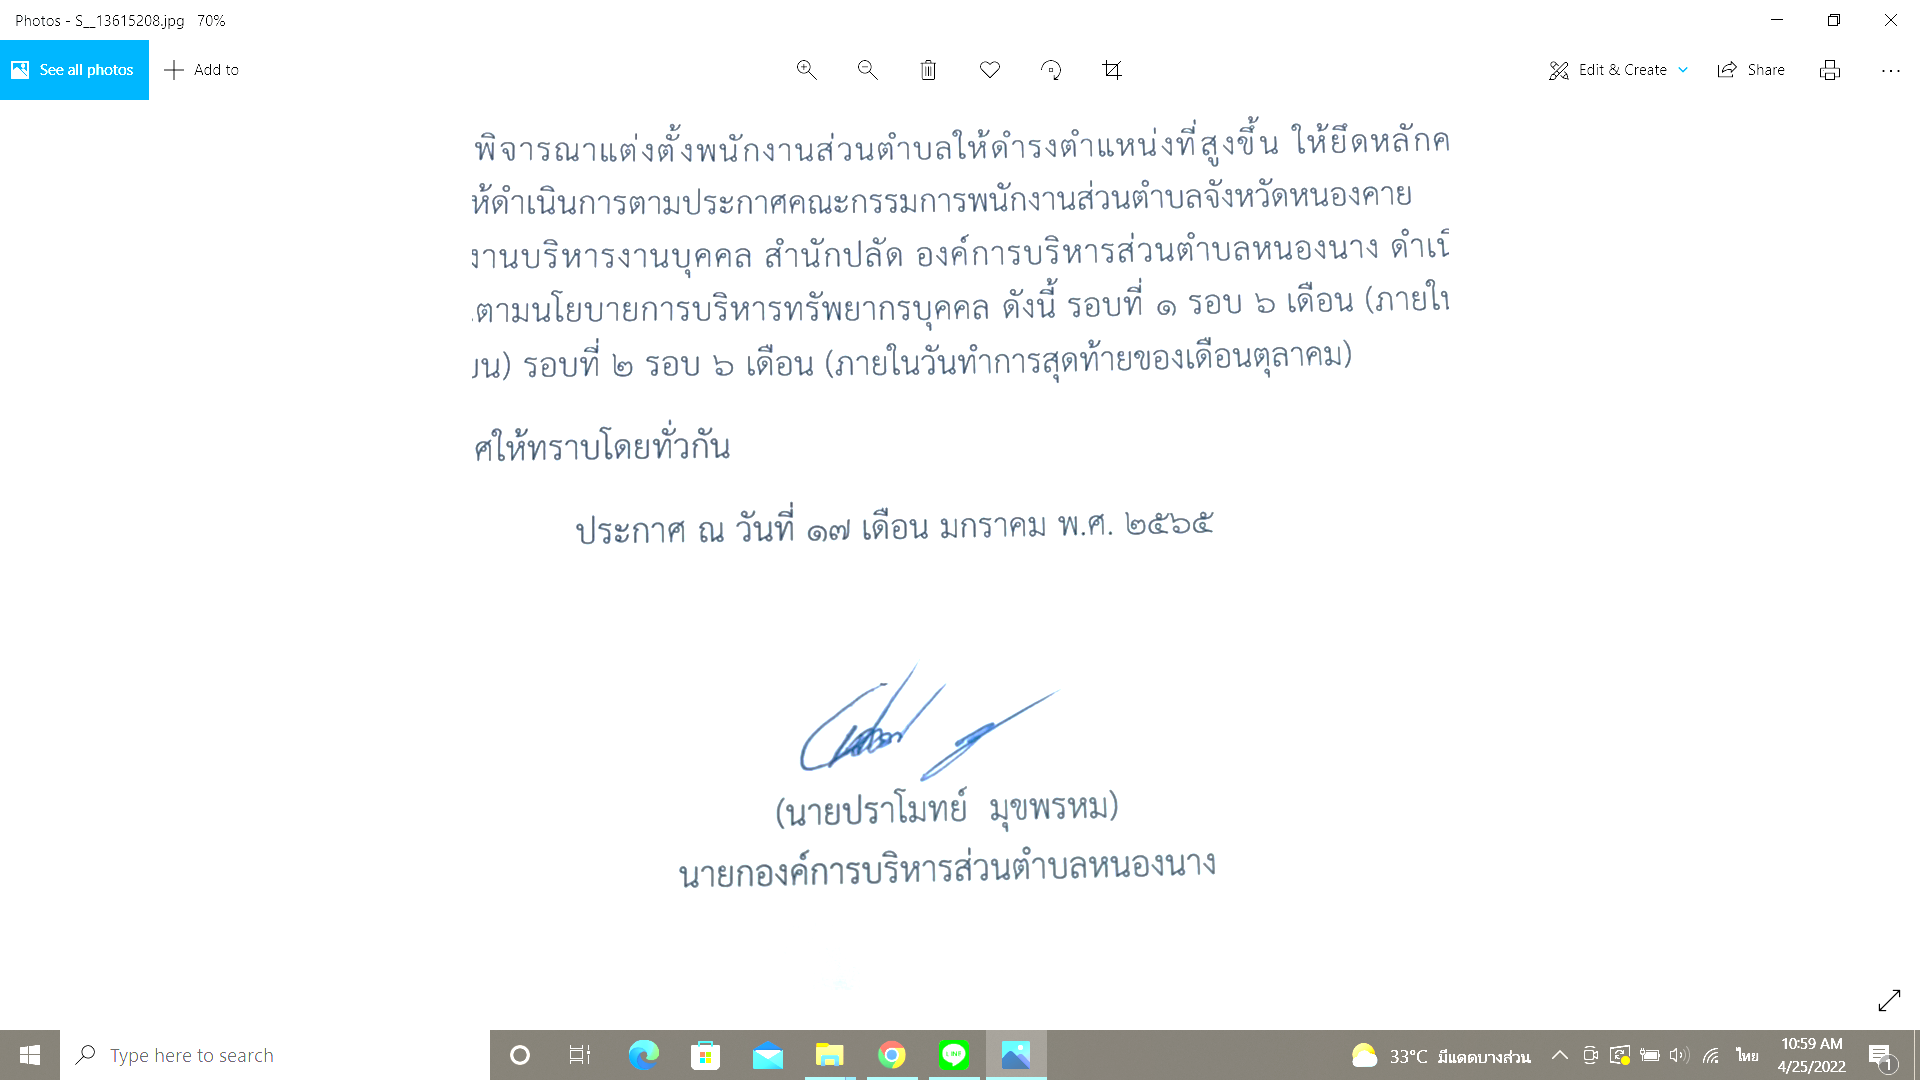 Photos - S__13615208.jpg 70%
See all photos
Add to
Edit & Create
Share
พิจารณาแต่งตั้งพนักงานส่วนตำบลให้ดำรงตำแหน่งที่สูงขึ้น ให้ยึดหลักค
ห้ดำเนินการตามประกาศคณะกรรมการพนักงานส่วนตำบลจังหวัดหนองคาย
งานบริหารงานบุคคล สำนักปลัด องค์การบริหารส่วนตำบลหนองนาง ดำเนิ
ตามนโยบายการบริหารทรัพยากรบุคคล ดังนี้ รอบที่ ๑ รอบ ๖ เดือน (ภายใน
ยน) รอบที่ ๒ รอบ ๖ เดือน (ภายในวันทำการสุดท้ายของเดือนตุลาคม)
ศให้ทราบโดยทั่วกัน
ประกาศ ณ วันที่ ๑๗ เดือน มกราคม พ.ศ. ๒๕๖๕
(นายปราโมทย์ มุขพรหม)
นายกองค์การบริหารส่วนตำบลหนองนาง
Type here to search
LINE
33°C มีแดดบางส่วน
ไทย
10:59 AM
4/25/2022
1